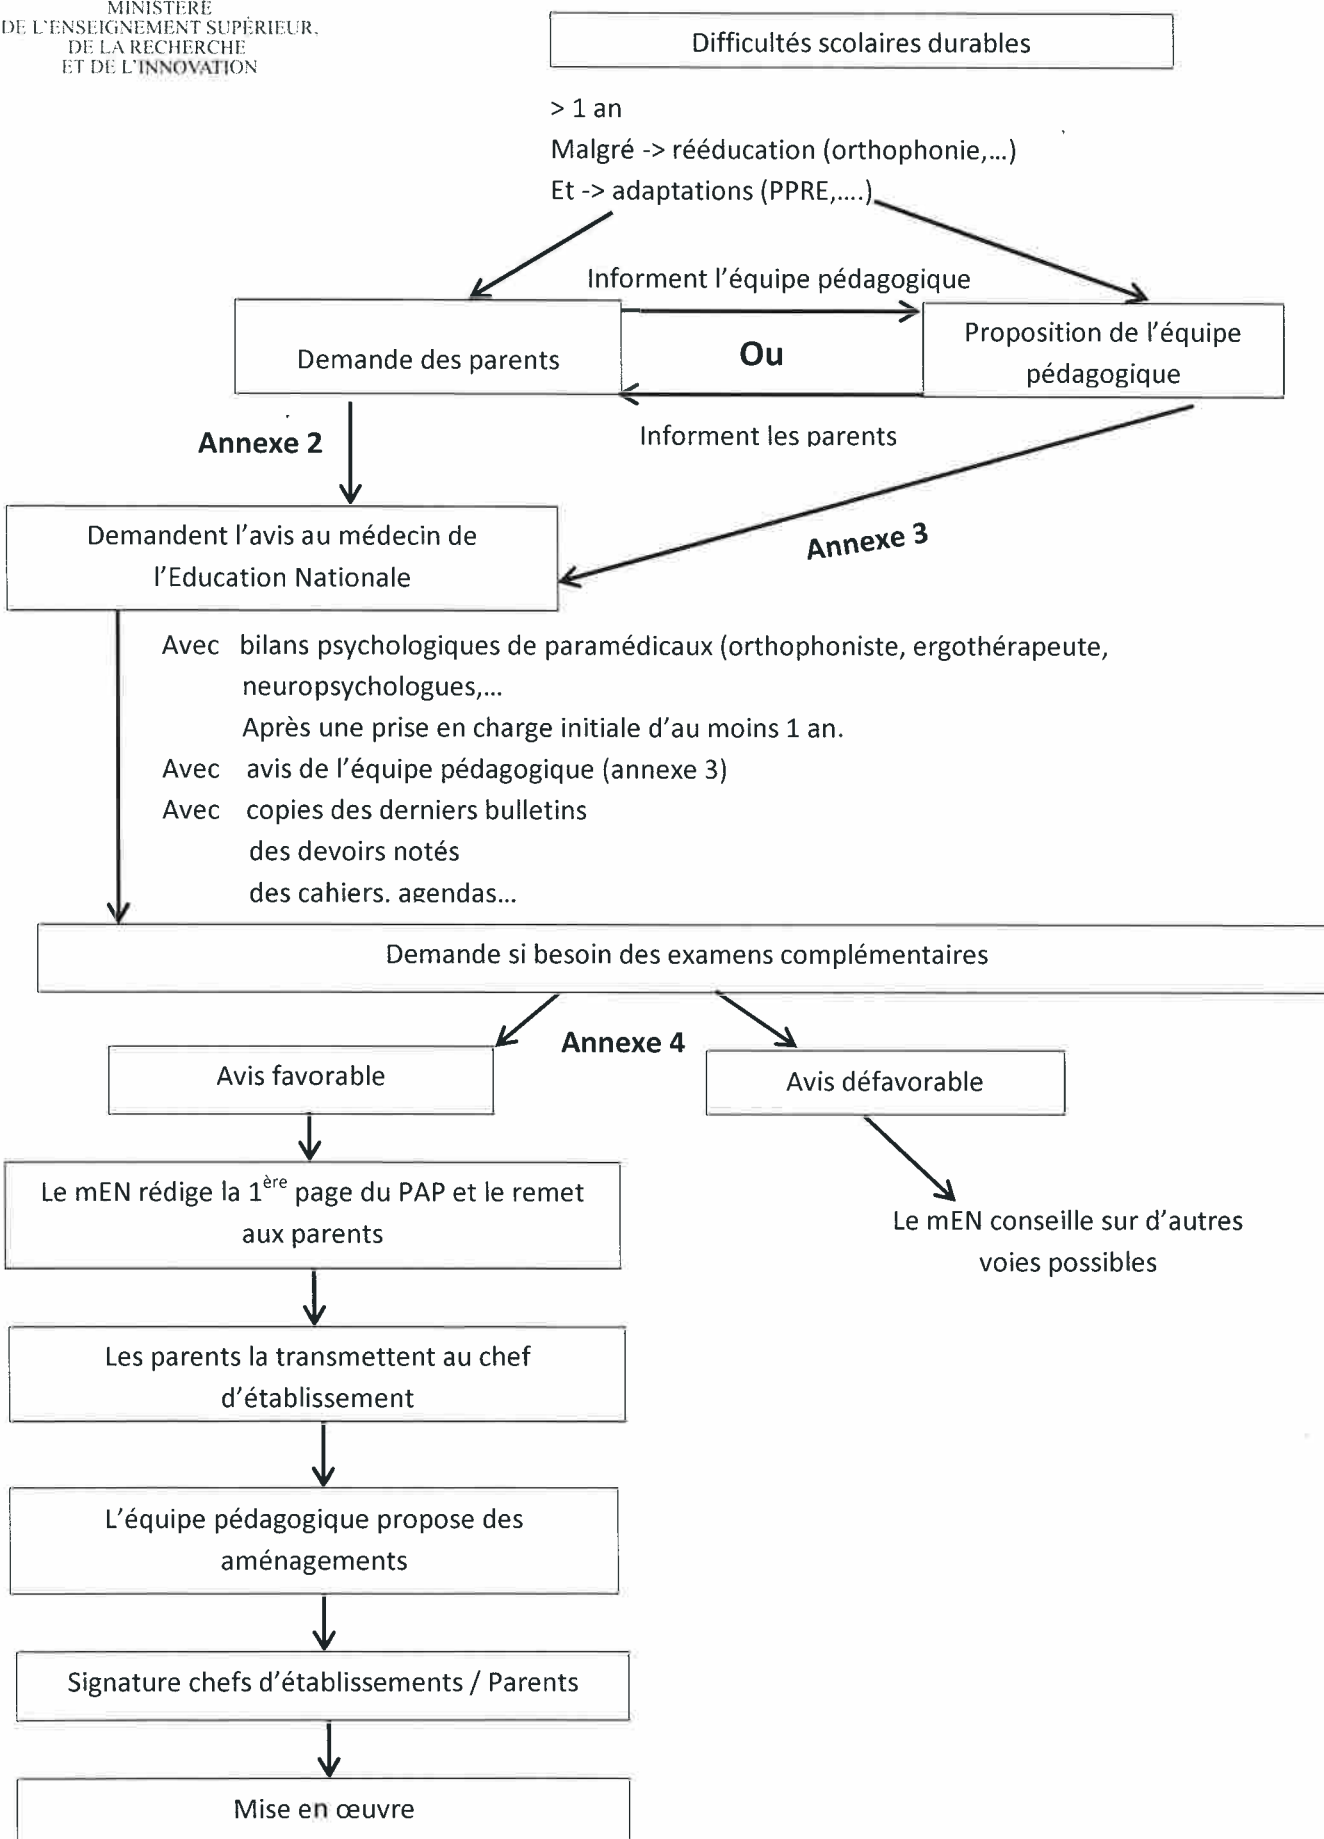 MINISTÈRE
DE L'ENSEIGNEMENT SUPÉRIEUR,
DE LA RECHERCHE
ET DE L'INNOVATION
Difficultés scolaires durables
> 1 an
Malgré -> rééducation (orthophonie,...)
Et -> adaptations (PPRE,....)
Informent l'équipe pédagogique
Demande des parents
Ou
Proposition de l'équipe
pédagogique
Informent les parents
Annexe 2
Annexe 3
Demandent l'avis au médecin de
l'Education Nationale
Avec bilans psychologiques de paramédicaux (orthophoniste, ergothérapeute,
neuropsychologues,...
Après une prise en charge initiale d'au moins 1 an.
Avec avis de l'équipe pédagogique (annexe 3)
Avec copies des derniers bulletins
des devoirs notés
des cahiers, agendas...
Demande si besoin des examens complémentaires
Annexe 4
Avis favorable
Avis défavorable
Le mEN rédige la 1ère page du PAP et le remet
aux parents
Le mEN conseille sur d'autres
voies possibles
Les parents la transmettent au chef
d'établissement
L'équipe pédagogique propose des
aménagements
Signature chefs d'établissements / Parents
Mise en œuvre